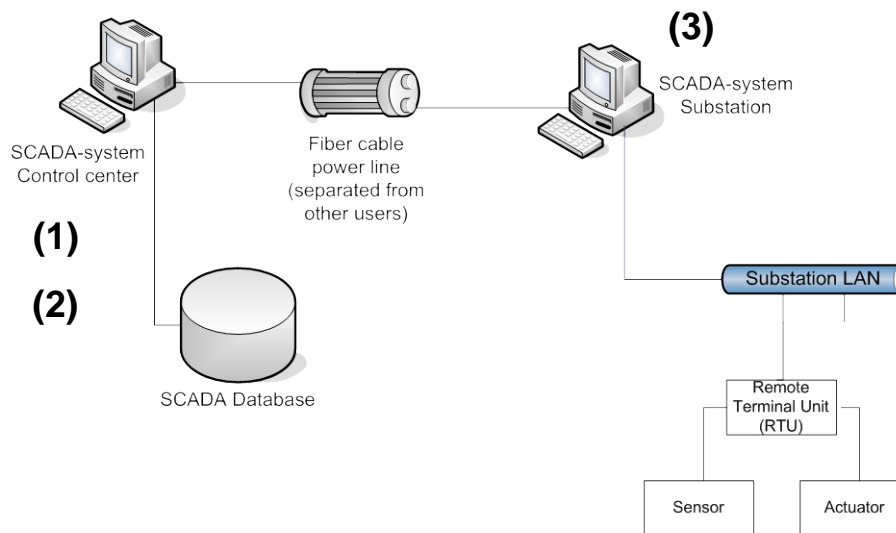 (3)
SCADA-system
Substation
SCADA-system
Control center
Fiber cable
power line
(separated from
other users)
(1)
(2)
Substation LAN
SCADA Database
Remote
Terminal Unit
(RTU)
Sensor
Actuator